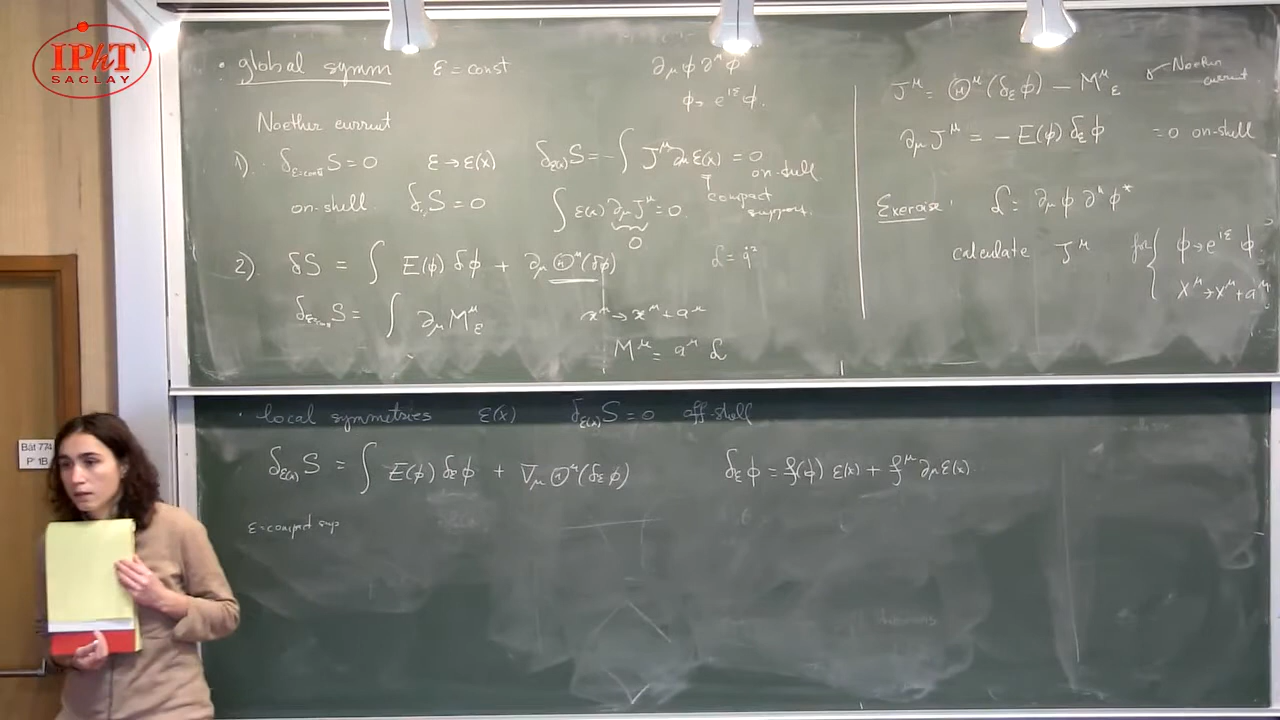 IPhT
SACLAY
· global symm ε = const
∂_μ φ ∂^μ φ^*
φ → e^{iε} φ.
Noether current
1). · δ_{ε=const} S = 0 ε → ε(x) δ_{ε(x)} S = - ∫ J^μ ∂_μ ε(x) = 0 on-shell
compact support.
on-shell. δ_{..} S = 0 ∫ ε(x) ∂_μ J^μ = 0.
0
2). δS = ∫ E(φ) δφ + ∂_μ Θ^μ(δφ) L = q̇²
δ_{ε=const} S = ∫ ∂_μ M^μ_ε x^μ → x^μ + a^μ
M^μ = a^μ L
J^μ = Θ^μ(δ_ε φ) - M^μ_ε
Noether current.
∂_μ J^μ = - E(φ) δ_ε φ = 0 on-shell
Exercise: L = ∂_μ φ ∂^μ φ^*
calculate J^μ for { φ → e^{iε} φ.
x^μ → x^μ + a^μ
· local symmetries ε(x) δ_{ε(x)} S = 0 off-shell
δ_{ε(x)} S = ∫ E(φ) δ_ε φ + ∇_μ Θ^μ(δ_ε φ) δ_ε φ = f(φ) ε(x) + f^μ ∂_μ ε(x).
ε = compact sup
Bât 774
P 1B